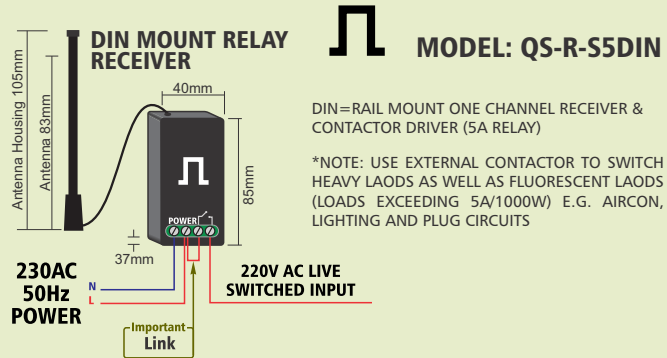 DIN MOUNT RELAY
RECEIVER
MODEL: QS-R-S5DIN
Antenna Housing 105mm
Antenna 83mm
40mm
85mm
POWER
37mm
DIN=RAIL MOUNT ONE CHANNEL RECEIVER &
CONTACTOR DRIVER (5A RELAY)
*NOTE: USE EXTERNAL CONTACTOR TO SWITCH
HEAVY LAODS AS WELL AS FLUORESCENT LAODS
(LOADS EXCEEDING 5A/1000W) E.G. AIRCON,
LIGHTING AND PLUG CIRCUITS
230AC
50Hz
POWER
N
L
220V AC LIVE
SWITCHED INPUT
Important
Link